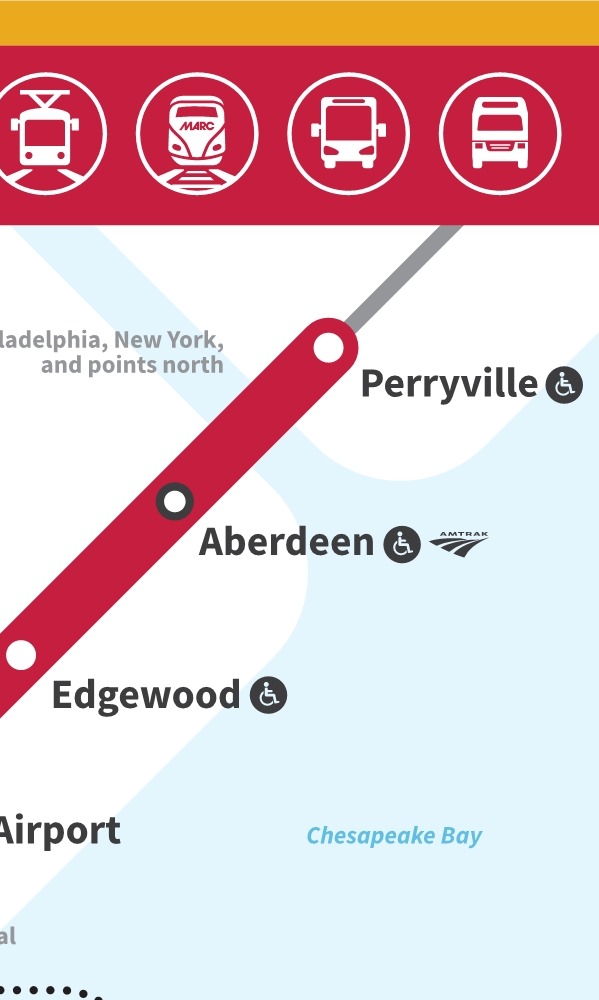 MARC
ladelphia, New York,
and points north
Perryville
Aberdeen
AMTRAK
Edgewood
Airport
Chesapeake Bay
al